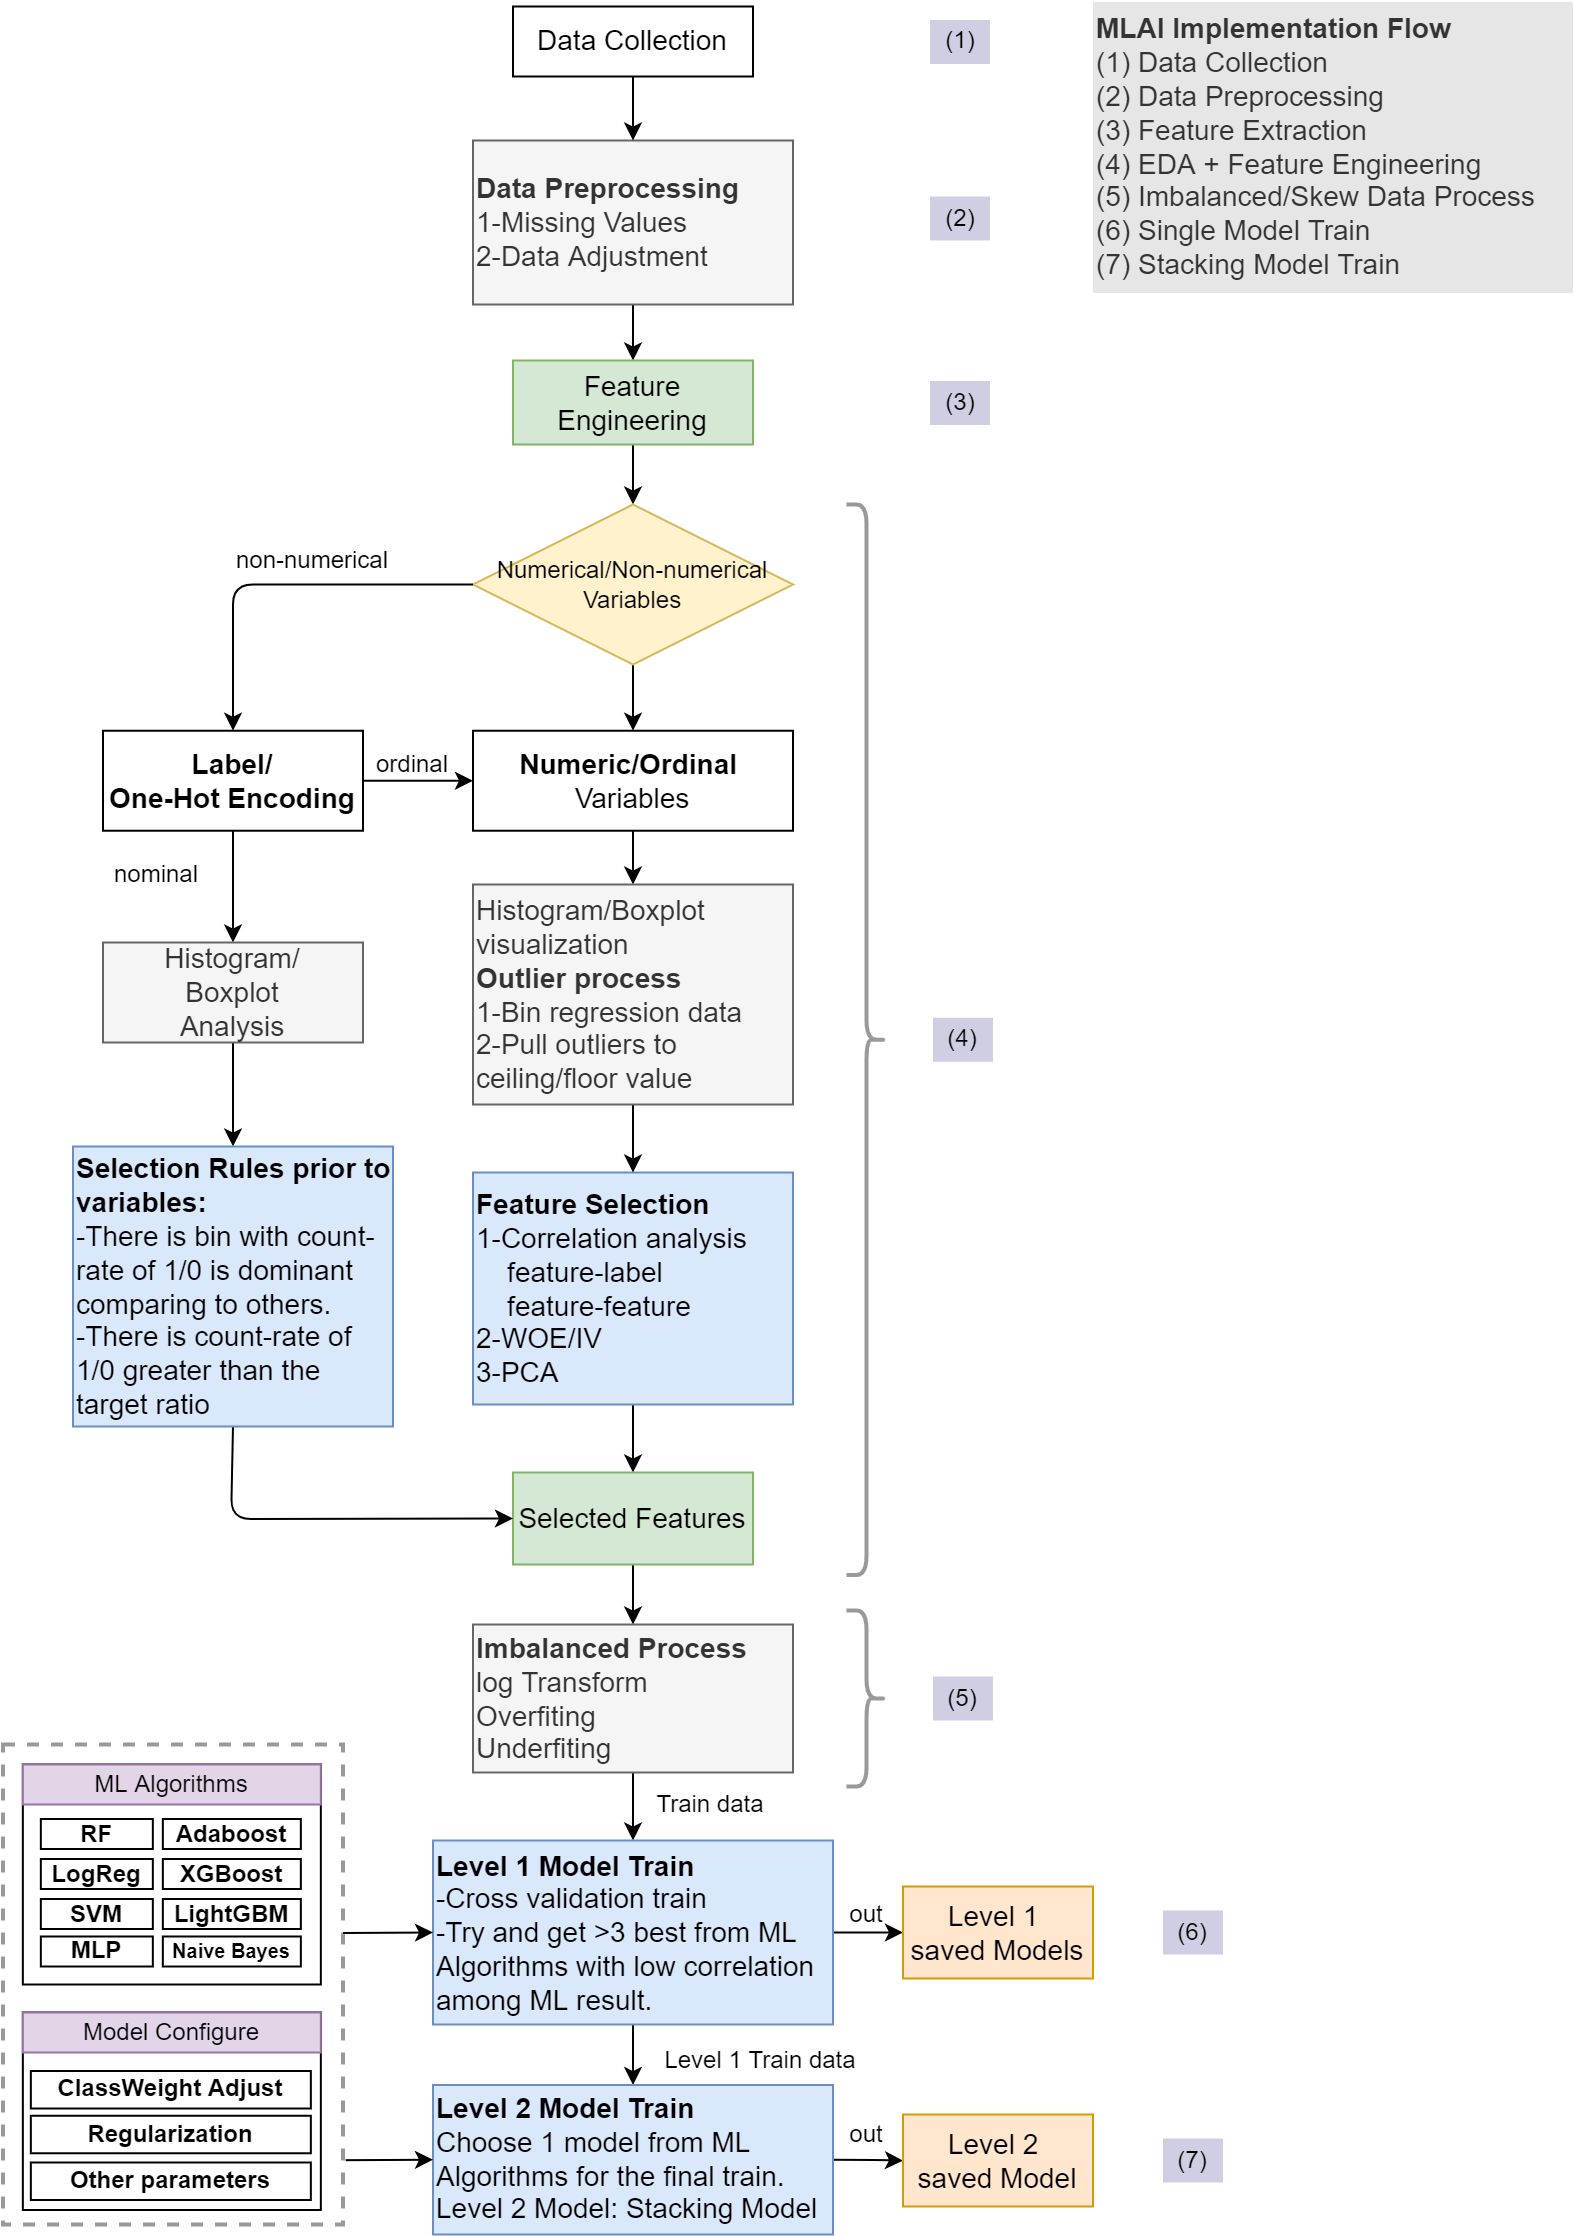 Data Collection
(1)
MLAI Implementation Flow
(1) Data Collection
(2) Data Preprocessing
(3) Feature Extraction
(4) EDA + Feature Engineering
(5) Imbalanced/Skew Data Process
(6) Single Model Train
(7) Stacking Model Train
Data Preprocessing
1-Missing Values
2-Data Adjustment
(2)
Feature
Engineering
(3)
Numerical/Non-numerical
Variables
non-numerical
Label/
One-Hot Encoding
ordinal
Numeric/Ordinal
Variables
nominal
Histogram/
Boxplot
Analysis
Histogram/Boxplot
visualization
Outlier process
1-Bin regression data
2-Pull outliers to
ceiling/floor value
(4)
Selection Rules prior to
variables:
-There is bin with count-
rate of 1/0 is dominant
comparing to others.
-There is count-rate of
1/0 greater than the
target ratio
Feature Selection
1-Correlation analysis
feature-label
feature-feature
2-WOE/IV
3-PCA
Selected Features
Imbalanced Process
log Transform
Overfiting
Underfiting
(5)
Train data
ML Algorithms
RF
Adaboost
LogReg
XGBoost
SVM
LightGBM
MLP
Naive Bayes
Level 1 Model Train
-Cross validation train
-Try and get >3 best from ML
Algorithms with low correlation
among ML result.
out
Level 1
saved Models
(6)
Level 1 Train data
Model Configure
ClassWeight Adjust
Regularization
Other parameters
Level 2 Model Train
Choose 1 model from ML
Algorithms for the final train.
Level 2 Model: Stacking Model
out
Level 2
saved Model
(7)